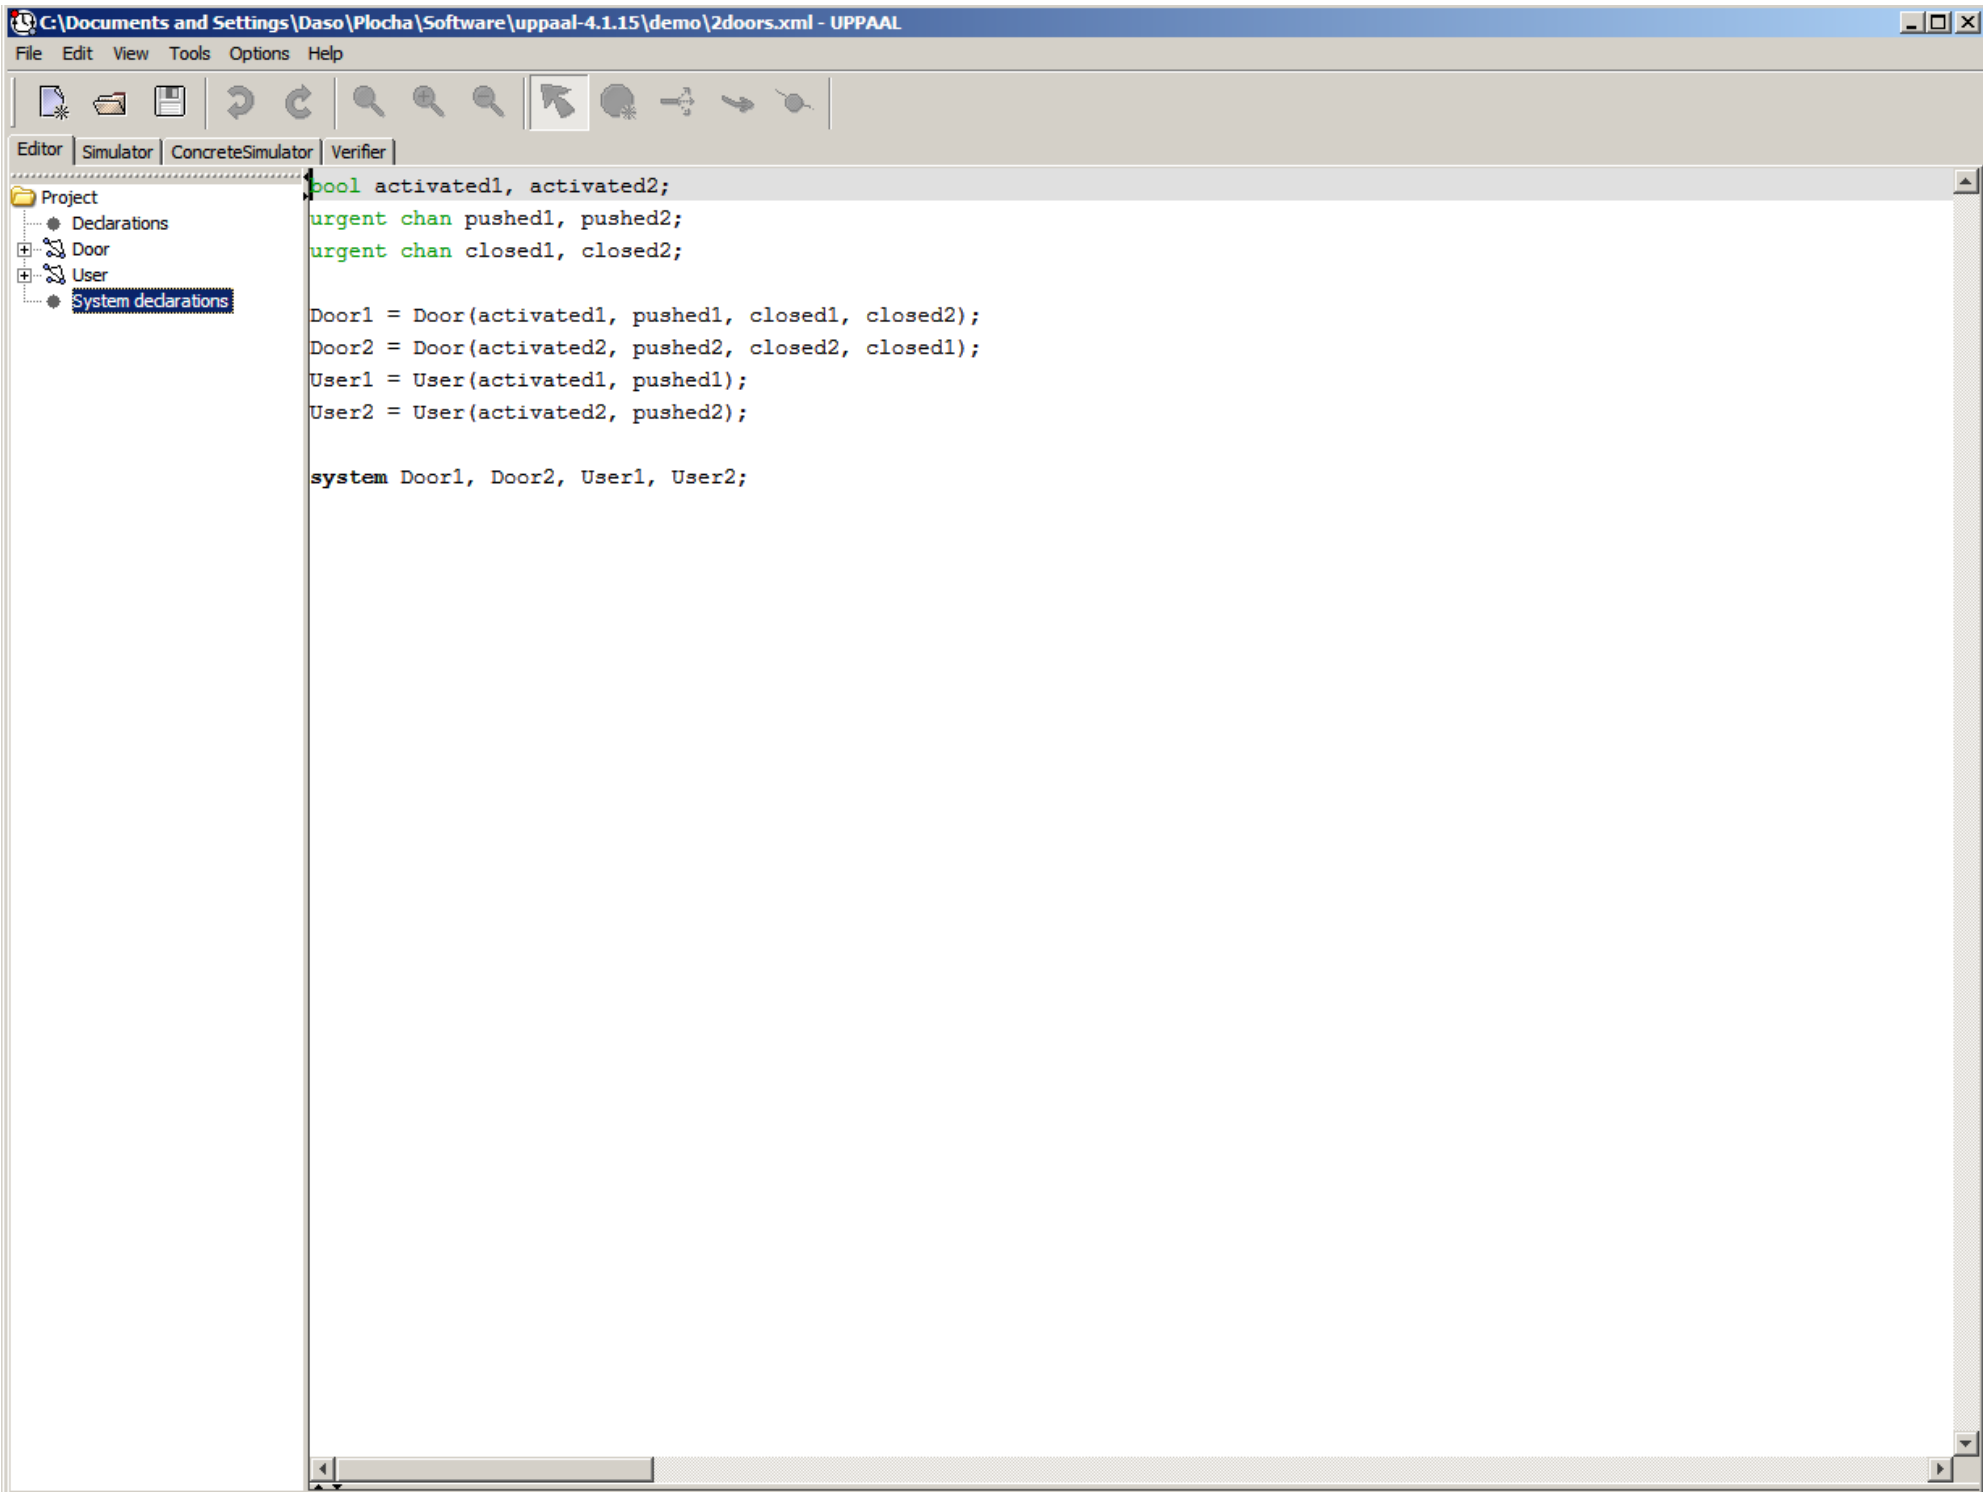 C:\Documents and Settings\Daso\Plocha\Software\uppaal-4.1.15\demo\2doors.xml - UPPAAL
File Edit View Tools Options Help
Editor Simulator ConcreteSimulator Verifier
Project
Declarations
Door
User
System declarations
bool activated1, activated2;
urgent chan pushed1, pushed2;
urgent chan closed1, closed2;
Door1 = Door(activated1, pushed1, closed1, closed2);
Door2 = Door(activated2, pushed2, closed2, closed1);
User1 = User(activated1, pushed1);
User2 = User(activated2, pushed2);
system Door1, Door2, User1, User2;